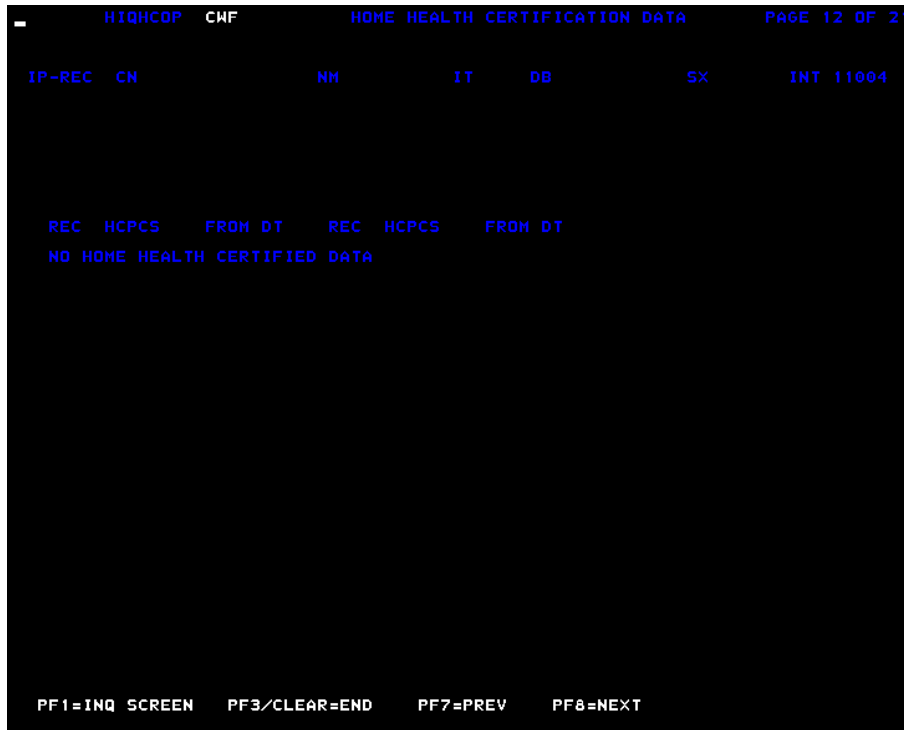 HIQHCOP CWF HOME HEALTH CERTIFICATION DATA PAGE 12 OF 2
IP-REC CN NM IT DB SX INT 11004
REC HCPCS FROM DT REC HCPCS FROM DT
NO HOME HEALTH CERTIFIED DATA
PF1=INQ SCREEN PF3/CLEAR=END PF7=PREV PF8=NEXT